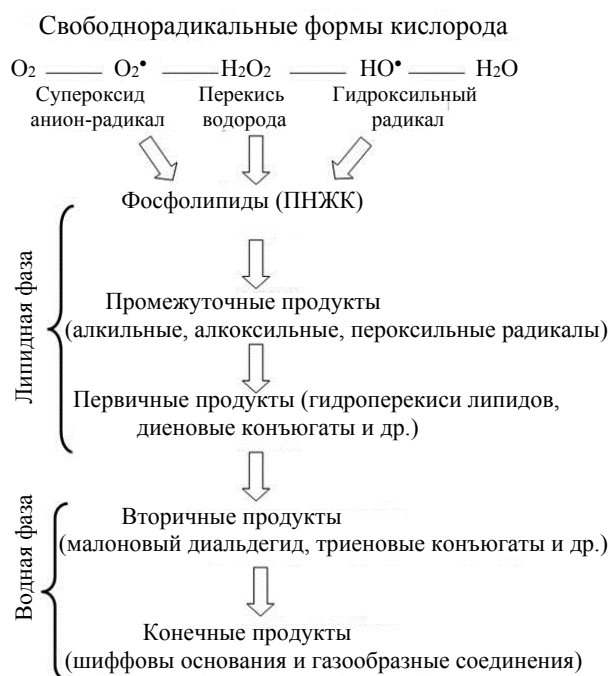 Свободнорадикальные формы кислорода
O2 —— O2• —— H2O2 —— HO• —— H2O
Супероксид анион-радикал
Перекись водорода
Гидроксильный радикал
Фосфолипиды (ПНЖК)
Липидная фаза
Промежуточные продукты
(алкильные, алкоксильные, пероксильные радикалы)
Первичные продукты (гидроперекиси липидов,
диеновые конъюгаты и др.)
Водная фаза
Вторичные продукты
(малоновый диальдегид, триеновые конъюгаты и др.)
Конечные продукты
(шиффовы основания и газообразные соединения)